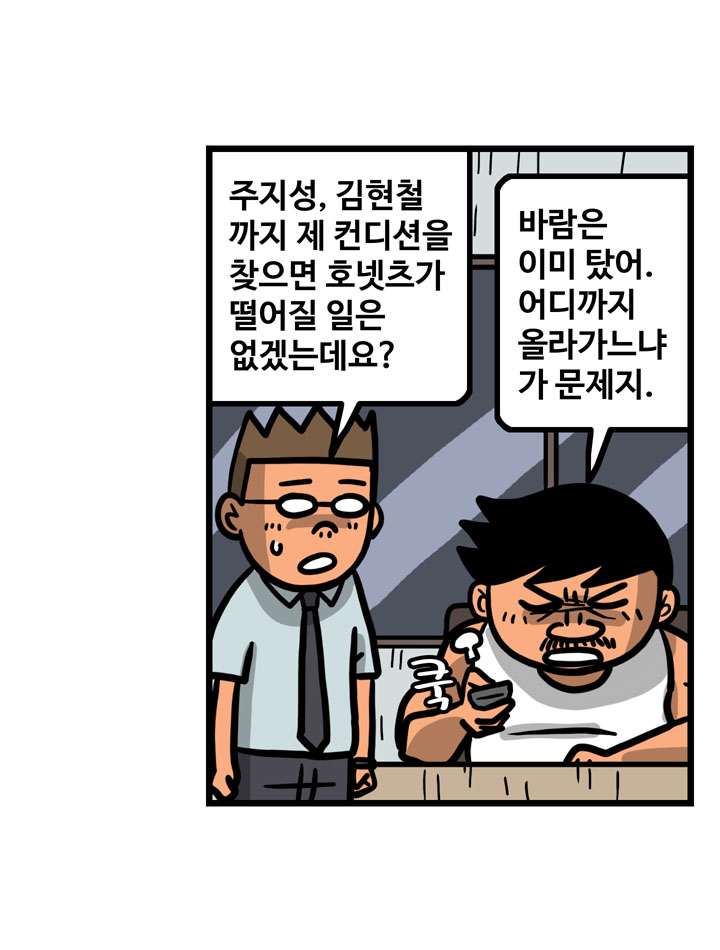 주지성, 김현철
까지 제 컨디션을
찾으면 호넷츠가
떨어질 일은
없겠는데요?
바람은
이미 탔어.
어디까지
올라가느냐
가 문제지.
쿡